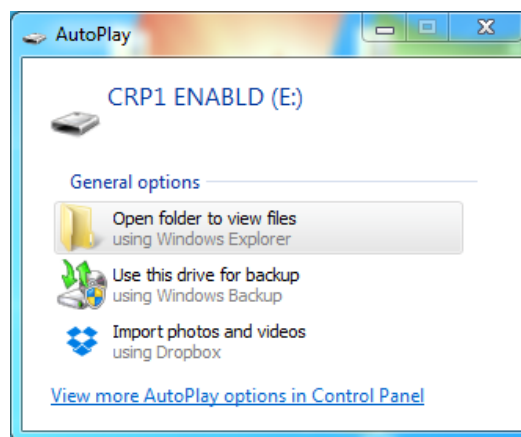 AutoPlay
CRP1 ENABLD (E:)
General options
Open folder to view files
using Windows Explorer
Use this drive for backup
using Windows Backup
Import photos and videos
using Dropbox
View more AutoPlay options in Control Panel